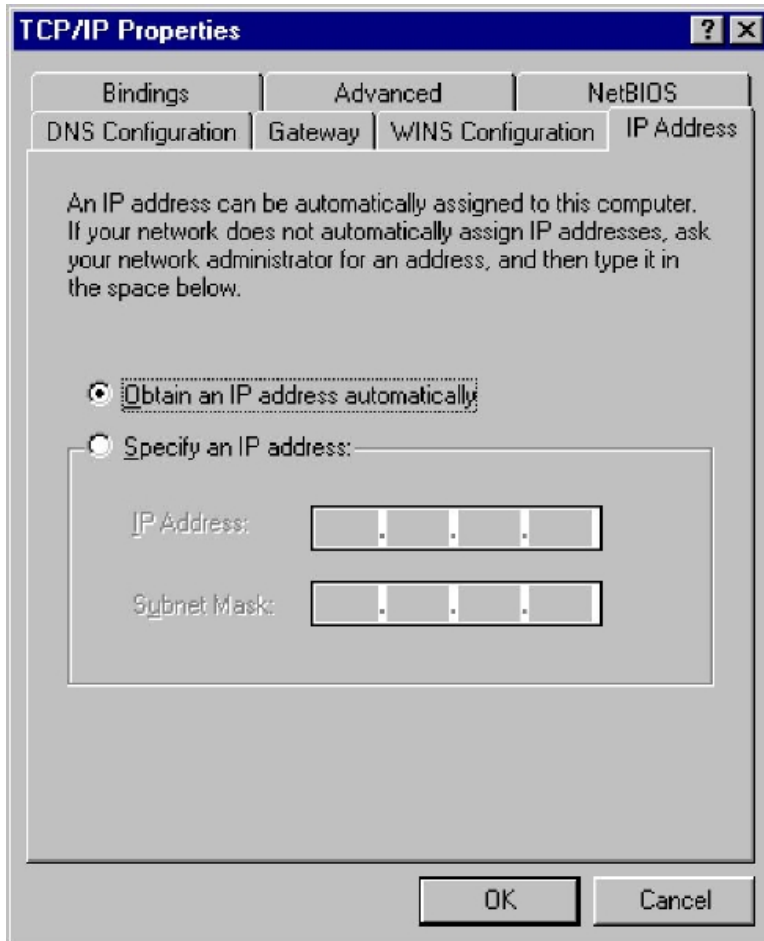 TCP/IP Properties
? X
Bindings Advanced NetBIOS
DNS Configuration Gateway WINS Configuration IP Address
An IP address can be automatically assigned to this computer.
If your network does not automatically assign IP addresses, ask
your network administrator for an address, and then type it in
the space below.
Obtain an IP address automatically
Specify an IP address:
IP Address: . . .
Subnet Mask: . . .
OK Cancel